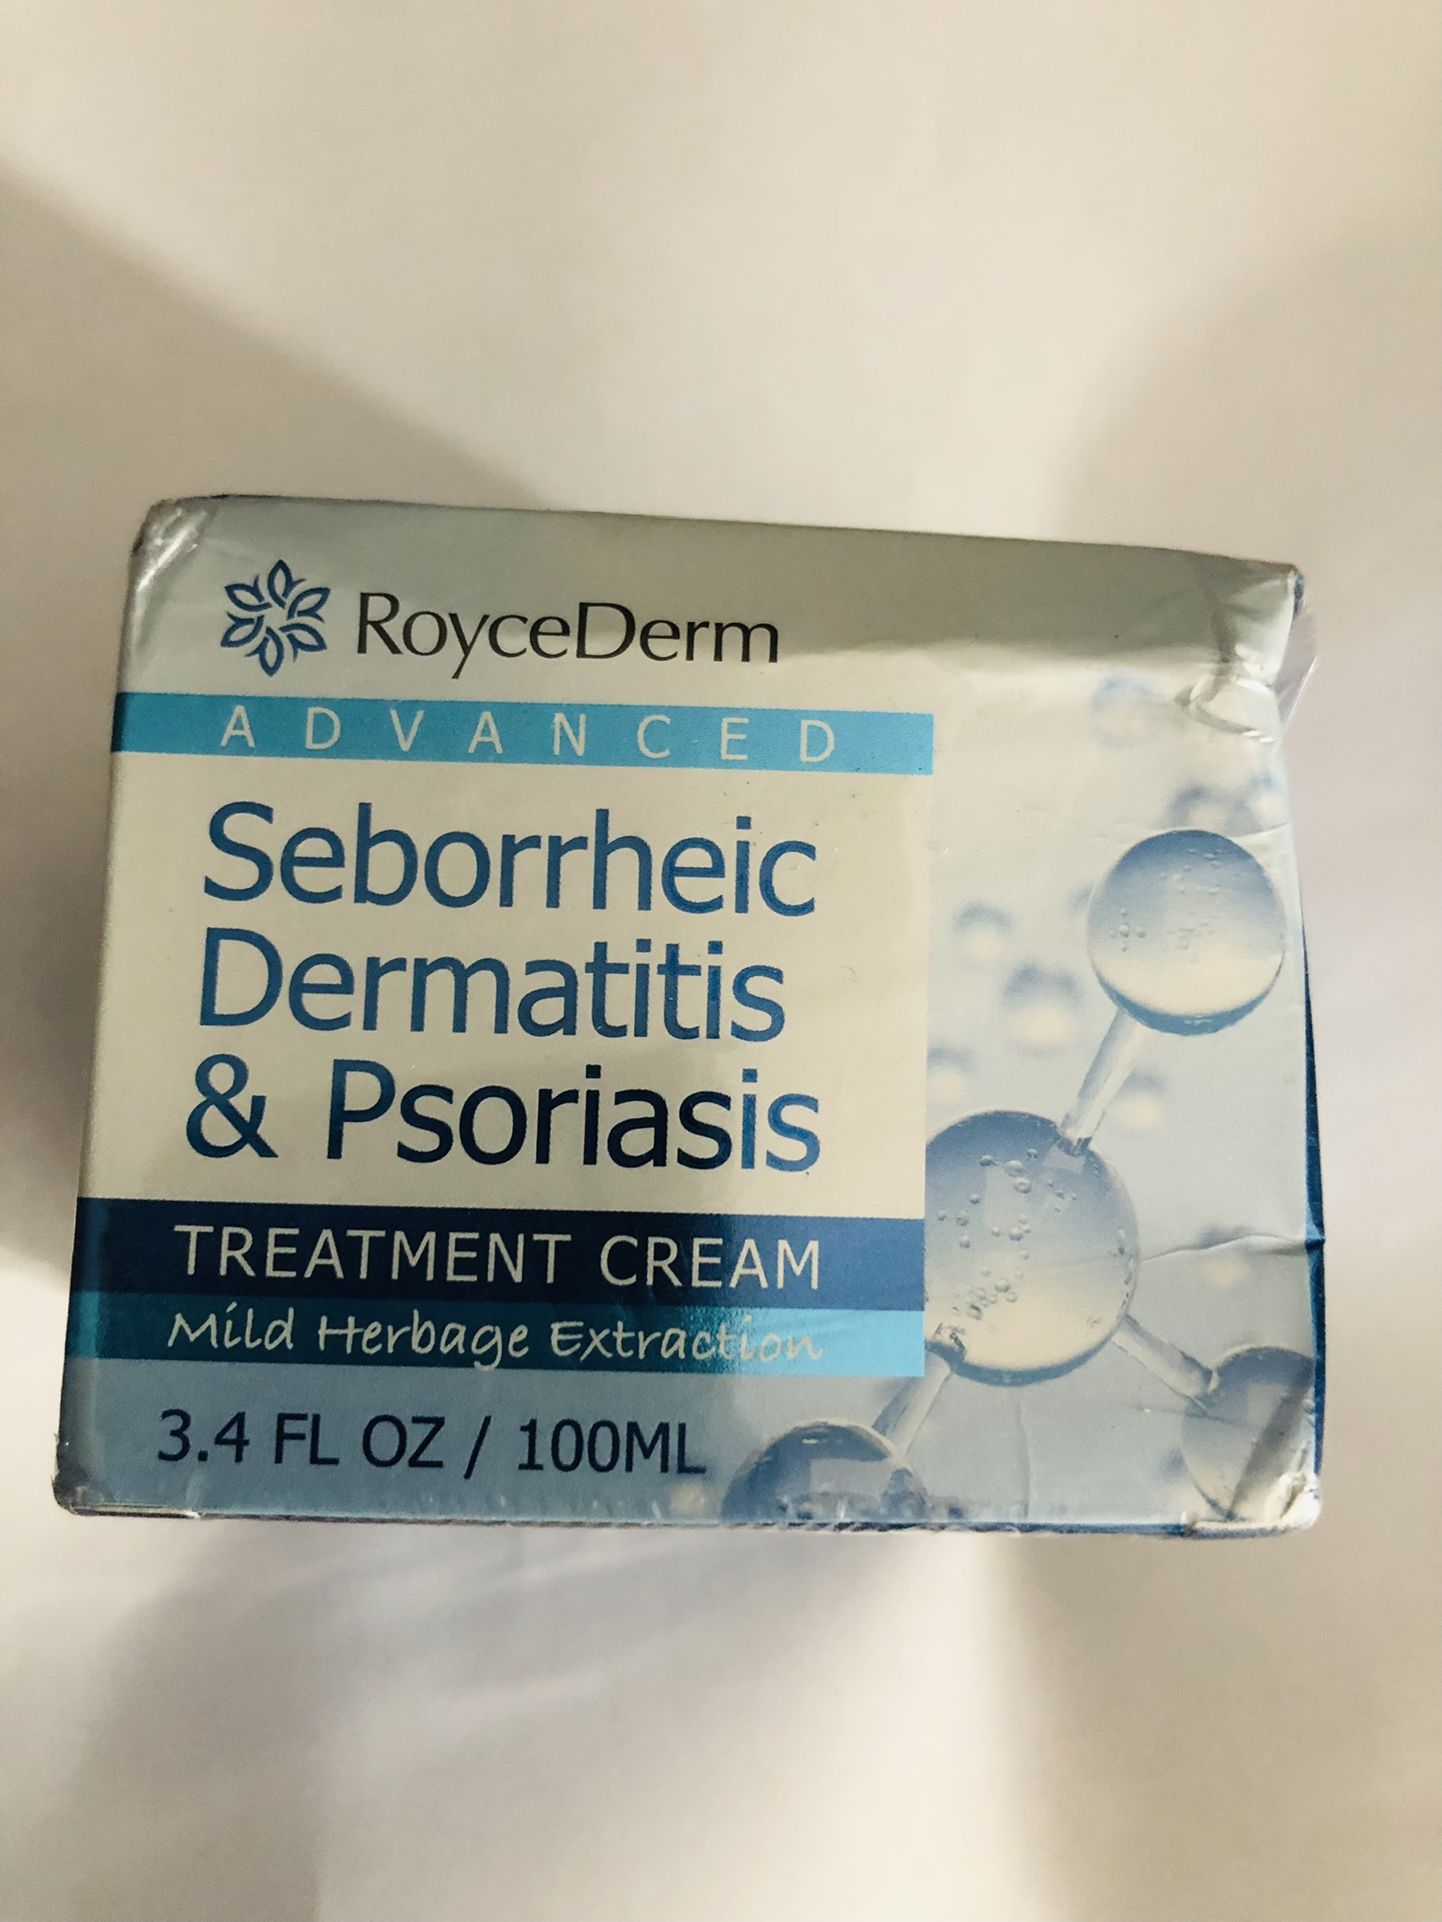 RoyceDerm
ADVANCED
Seborrheic
Dermatitis
& Psoriasis
TREATMENT CREAM
Mild Herbage Extraction
3.4 FL OZ / 100ML